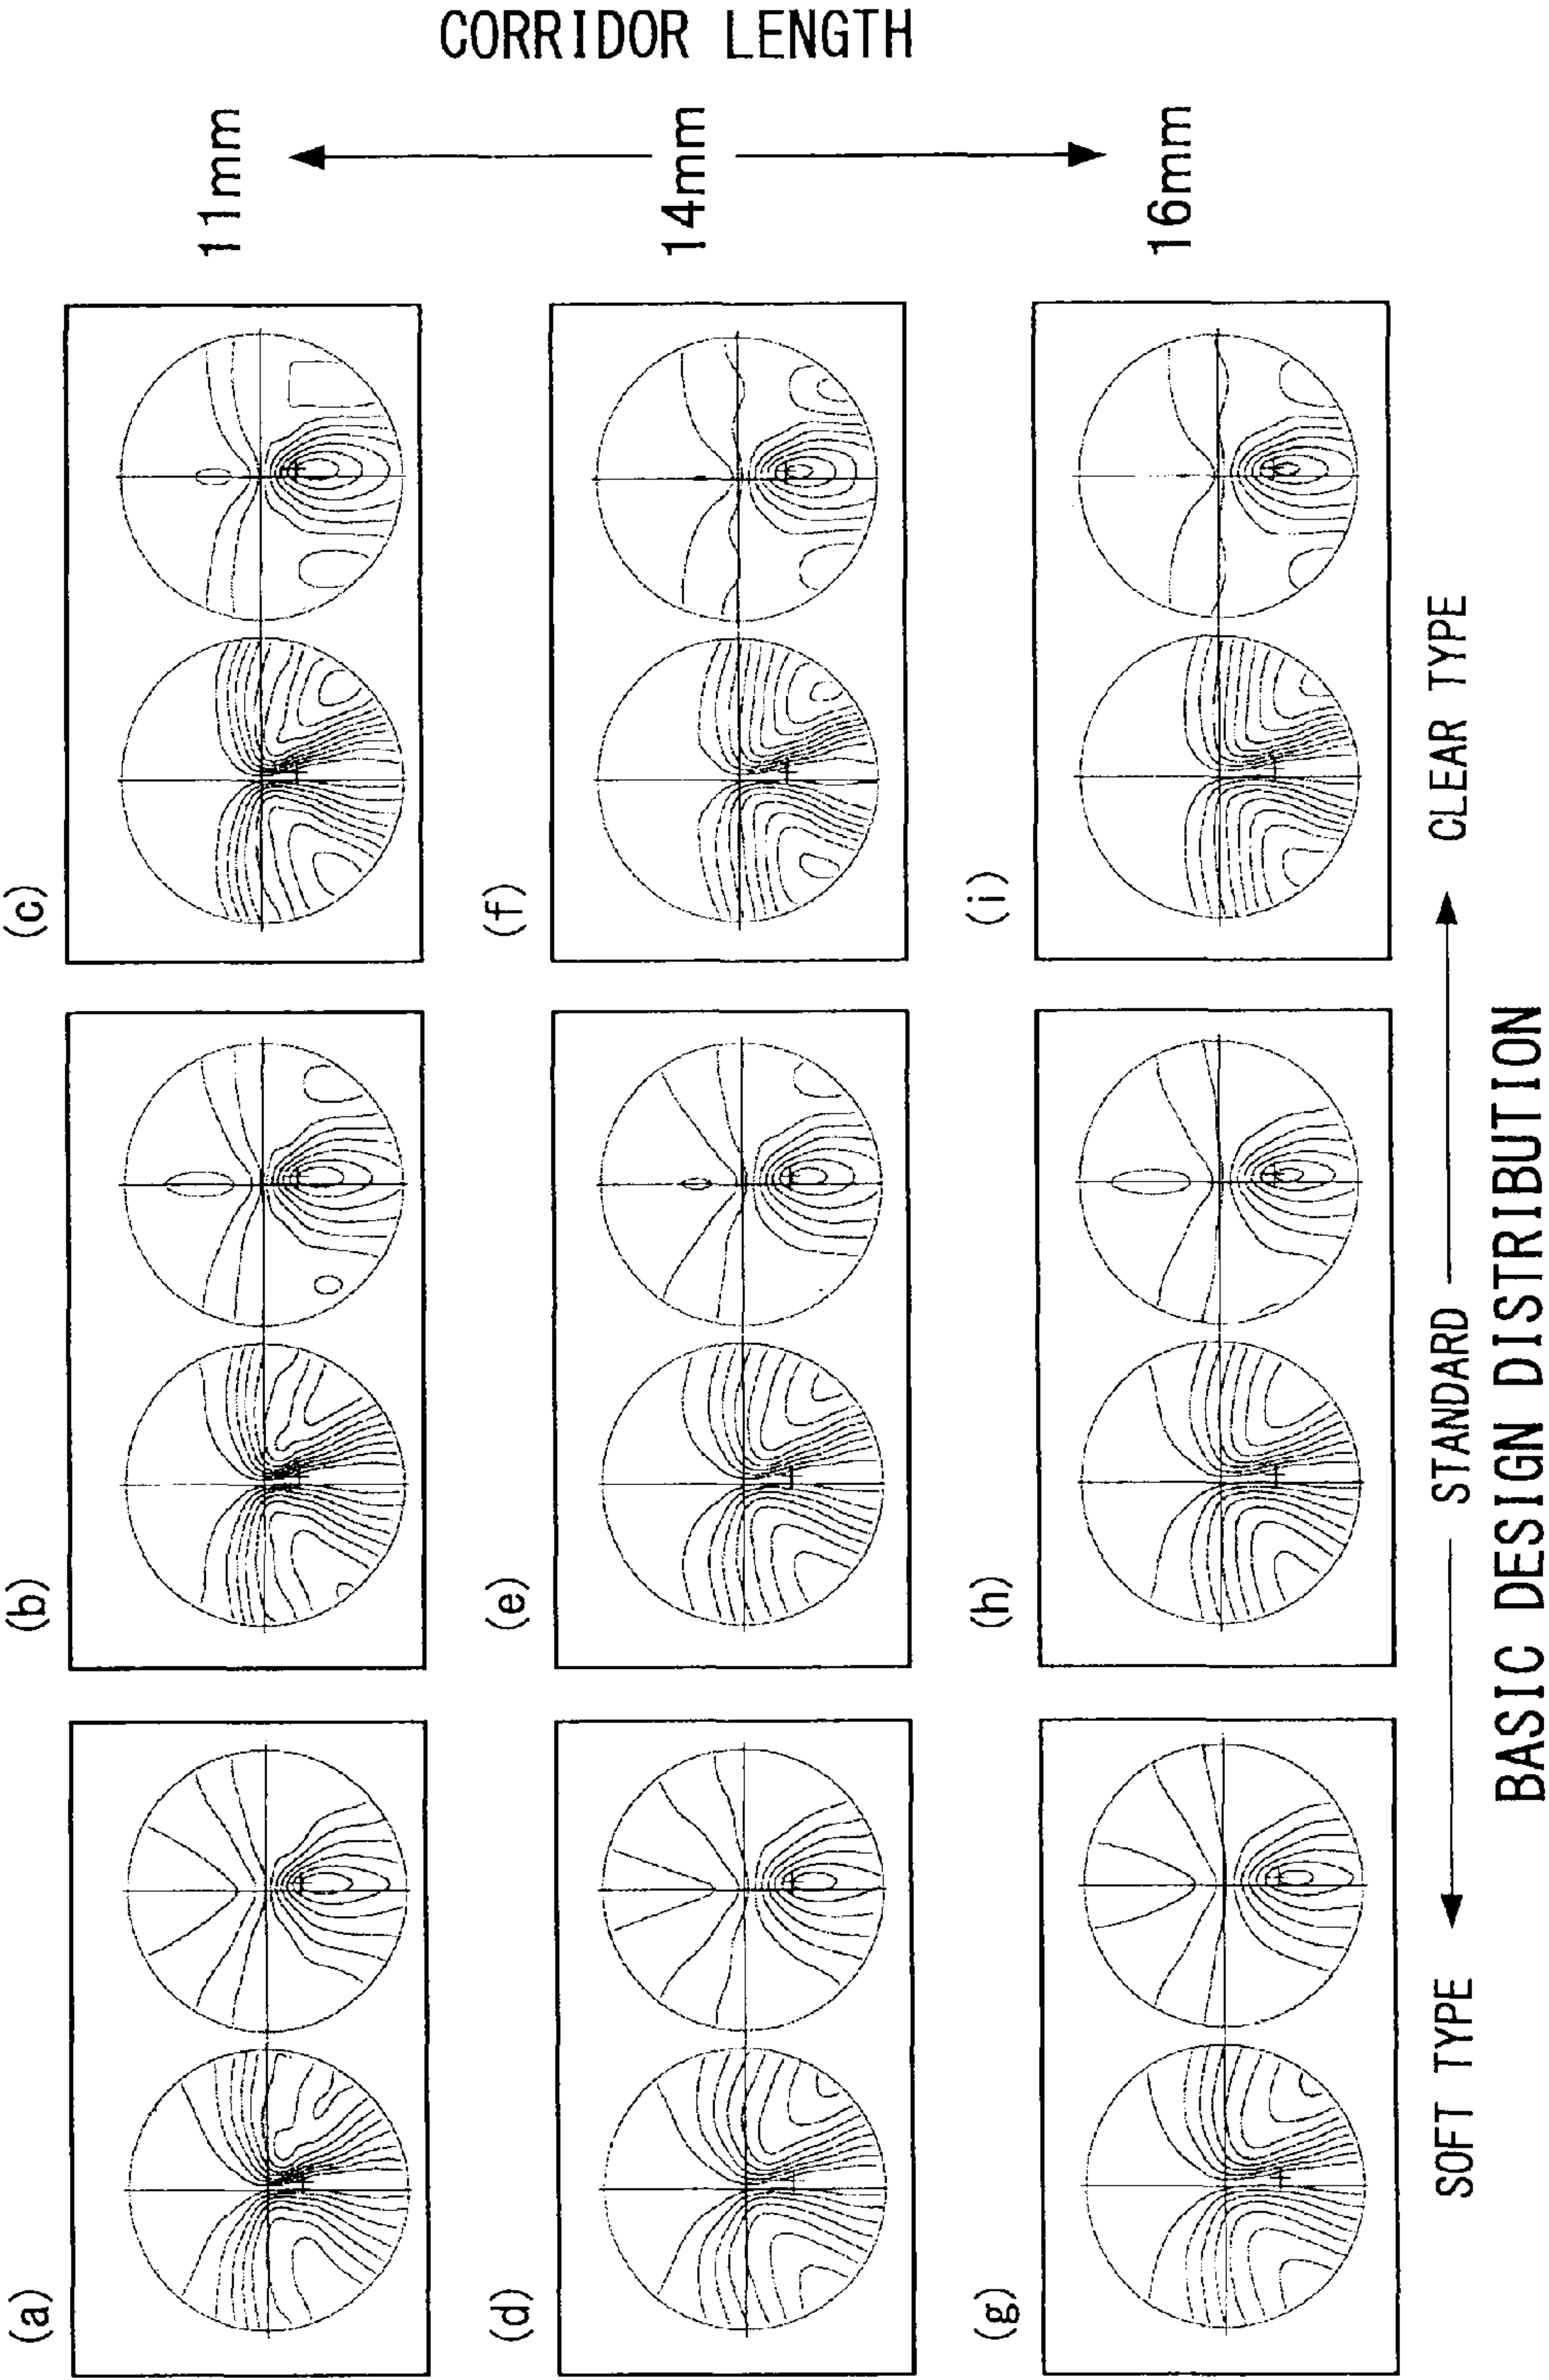 (a)
(b)
(c)
11mm
(d)
(e)
(f)
14mm
(g)
(h)
(i)
16mm
CORRIDOR LENGTH
SOFT TYPE
STANDARD
CLEAR TYPE
BASIC DESIGN DISTRIBUTION